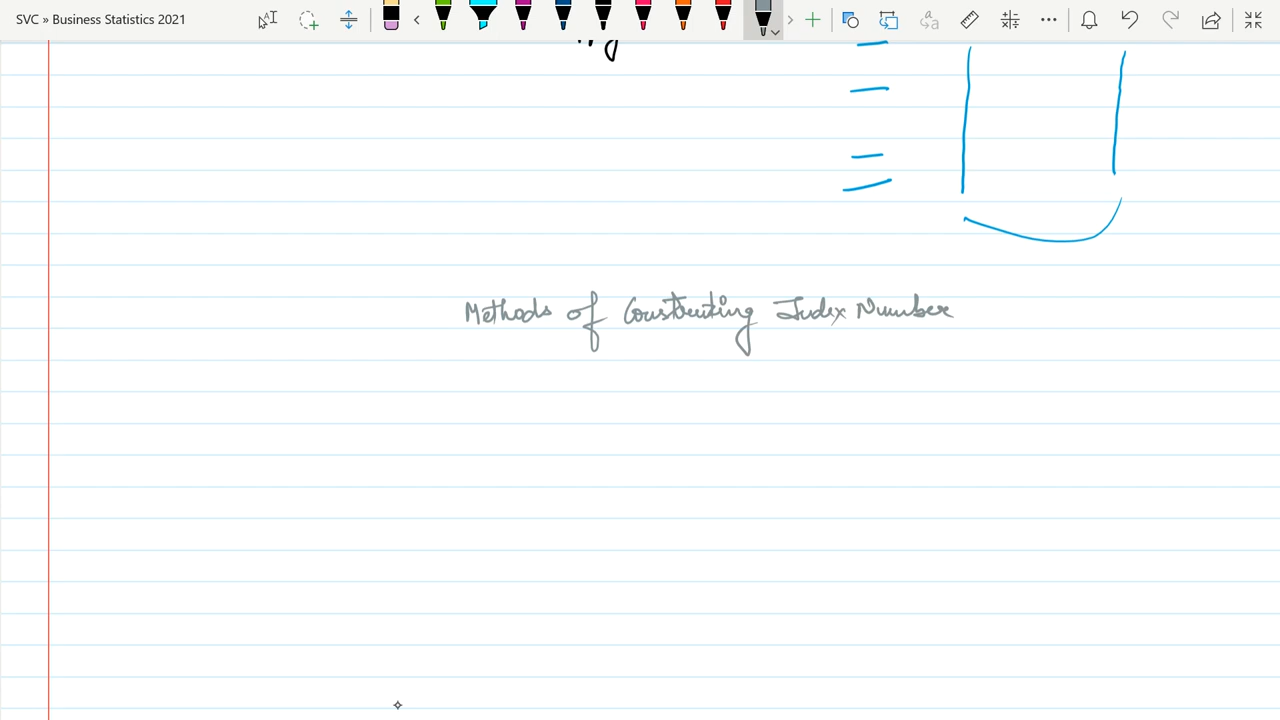 SVC » Business Statistics 2021
Methods of Constructing Index Number